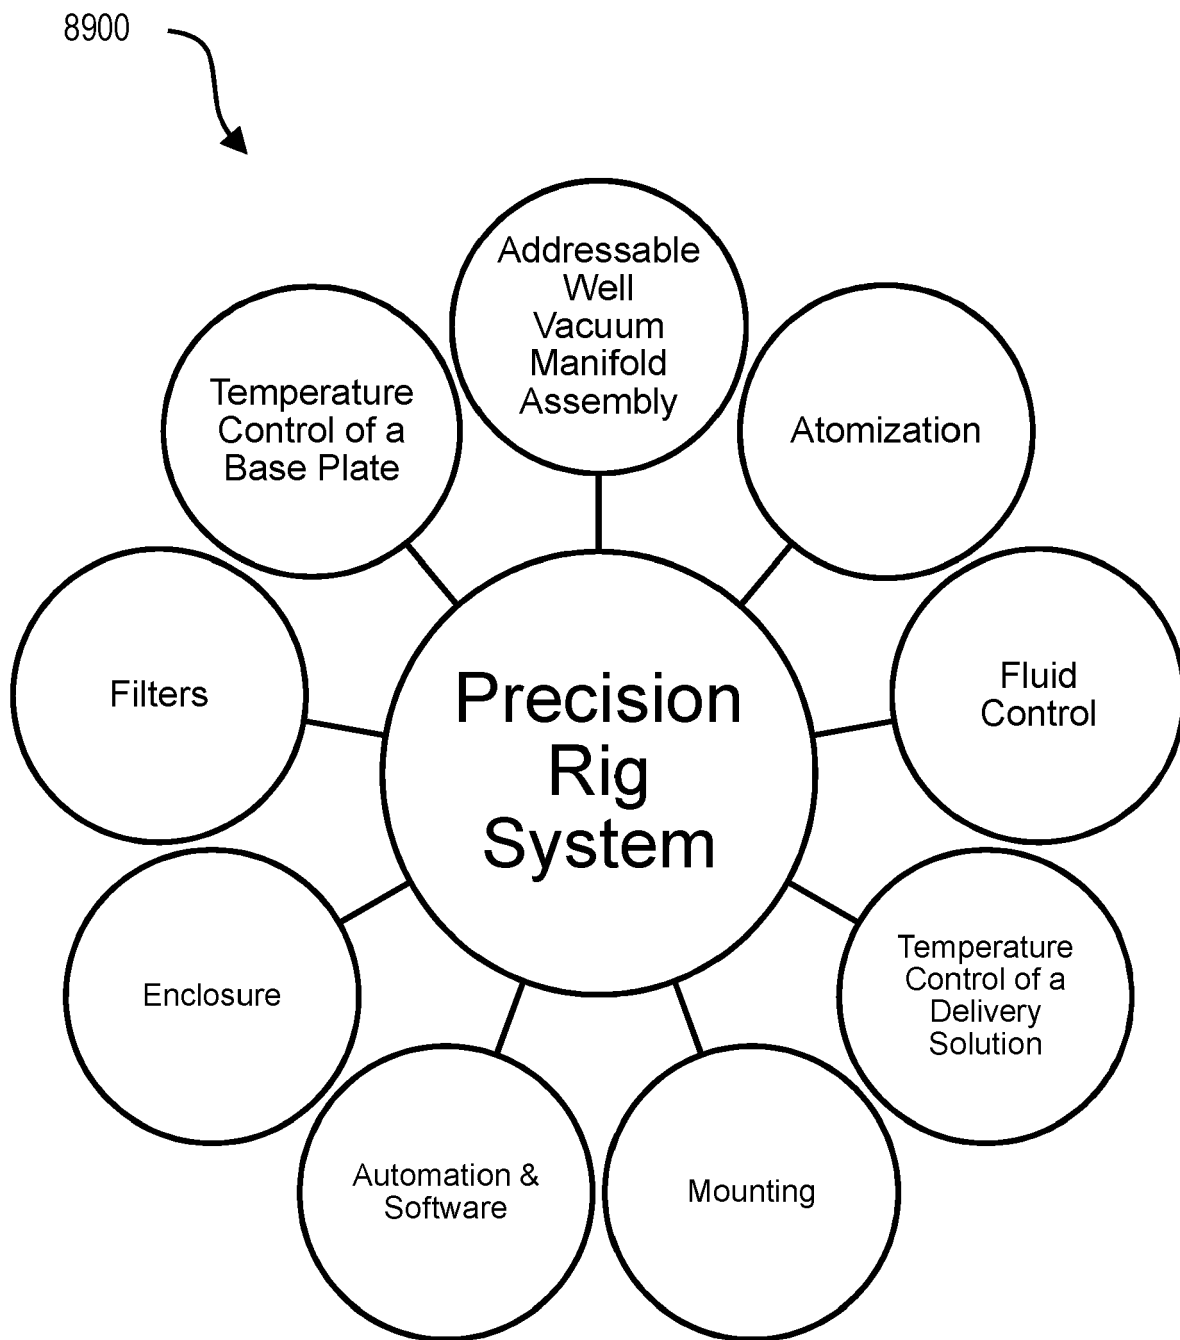 8900
Addressable
Well
Vacuum
Manifold
Assembly
Temperature
Control of a
Base Plate
Atomization
Filters
Fluid
Control
Precision
Rig
System
Enclosure
Temperature
Control of a
Delivery
Solution
Automation &
Software
Mounting